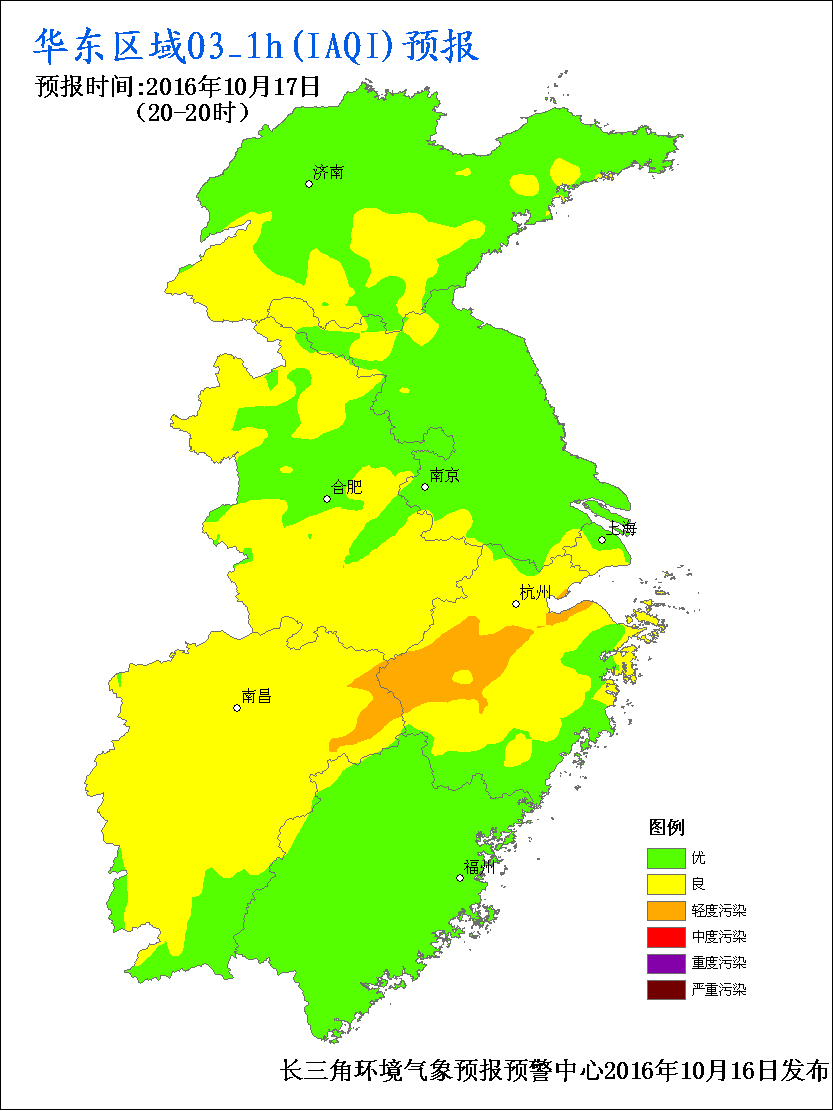 华东区域O3_1h(IAQI)预报
预报时间:2016年10月17日
(20-20时)
济南
南京
合肥
上海
杭州
南昌
福州
图例
优
良
轻度污染
中度污染
重度污染
严重污染
长三角环境气象预报预警中心2016年10月16日发布